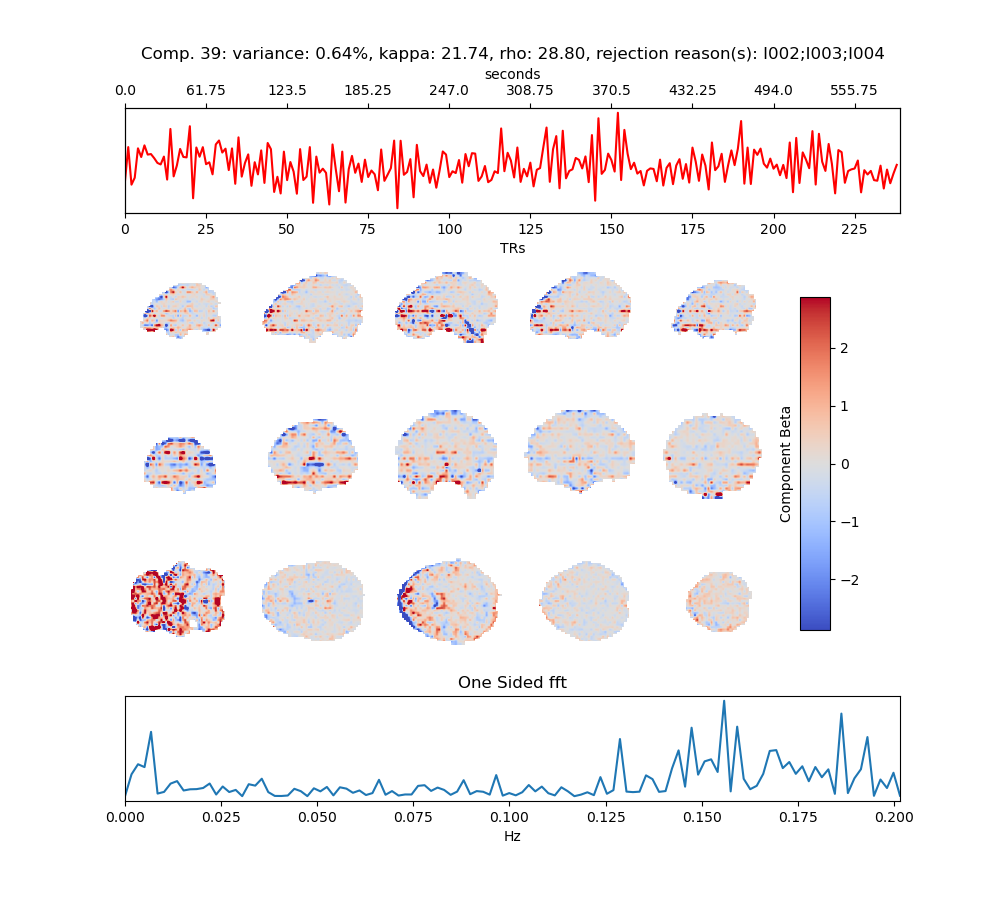 Comp. 39: variance: 0.64%, kappa: 21.74, rho: 28.80, rejection reason(s): I002;I003;I004
seconds
0.0 61.75 123.5 185.25 247.0 308.75 370.5 432.25 494.0 555.75
0 25 50 75 100 125 150 175 200 225
TRs
2
1
0
−1
−2
Component Beta
One Sided fft
0.000 0.025 0.050 0.075 0.100 0.125 0.150 0.175 0.200
Hz